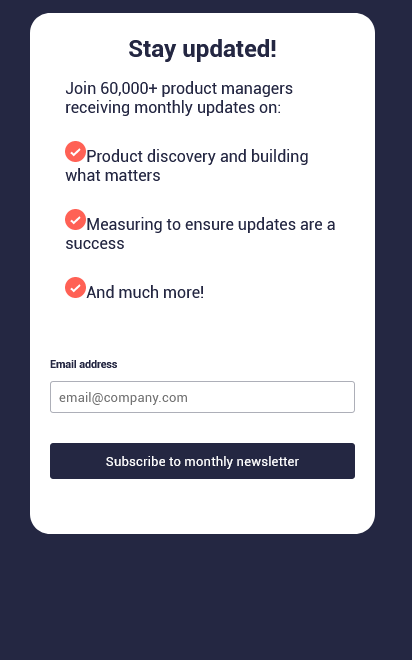 Stay updated!
Join 60,000+ product managers
receiving monthly updates on:
Product discovery and building
what matters
Measuring to ensure updates are a
success
And much more!
Email address
email@company.com
Subscribe to monthly newsletter